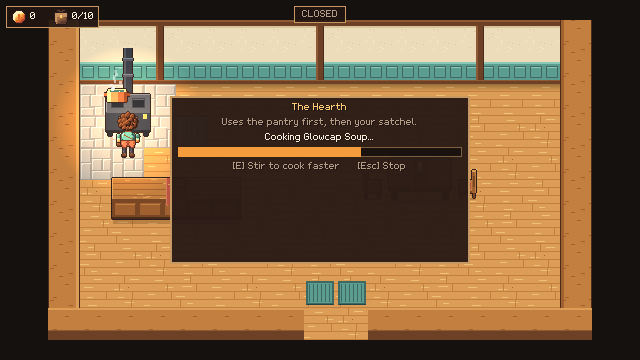 0 0/10
CLOSED
The Hearth
Uses the pantry first, then your satchel.
Cooking Glowcap Soup...
[E] Stir to cook faster [Esc] Stop